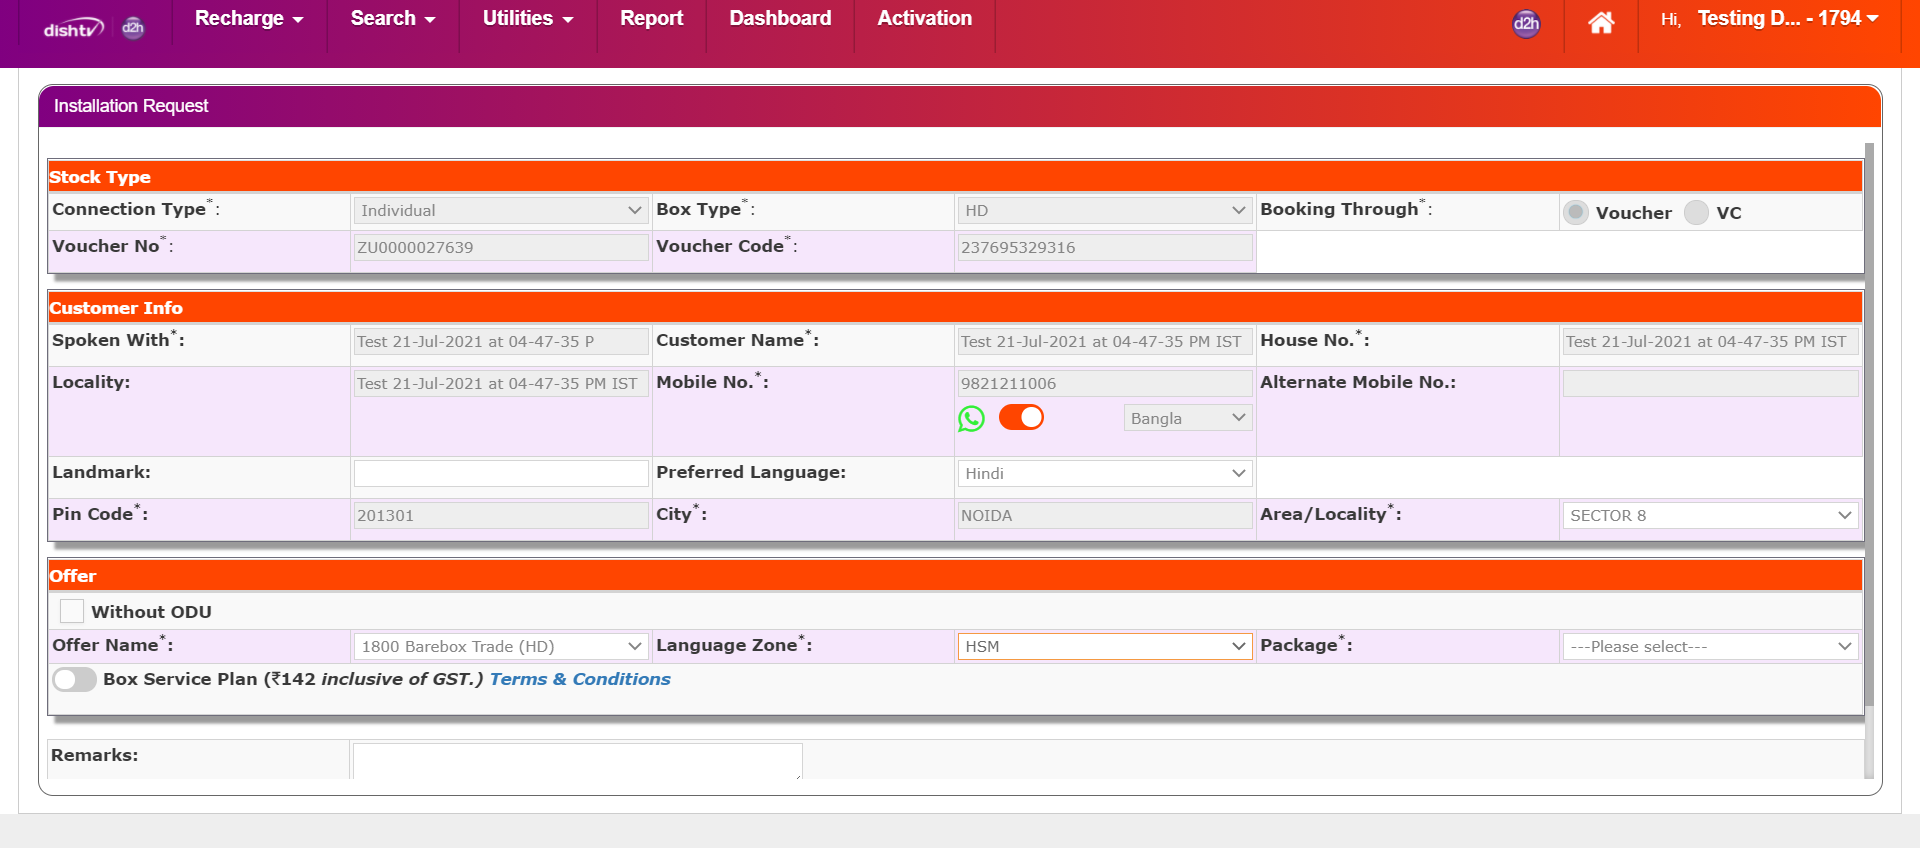 dishtv d2h Recharge Search Utilities Report Dashboard Activation d2h Hi, Testing D... - 1794
Installation Request
Stock Type
Connection Type*: Individual Box Type*: HD Booking Through*: Voucher VC
Voucher No*: ZU0000027639 Voucher Code*: 237695329316
Customer Info
Spoken With*: Test 21-Jul-2021 at 04-47-35 P Customer Name*: Test 21-Jul-2021 at 04-47-35 PM IST House No.*: Test 21-Jul-2021 at 04-47-35 PM IST
Locality: Test 21-Jul-2021 at 04-47-35 PM IST Mobile No.*: 9821211006 Alternate Mobile No.:
Bangla
Landmark: Preferred Language: Hindi
Pin Code*: 201301 City*: NOIDA Area/Locality*: SECTOR 8
Offer
Without ODU
Offer Name*: 1800 Barebox Trade (HD) Language Zone*: HSM Package*: ---Please select---
Box Service Plan (₹142 inclusive of GST.) Terms & Conditions
Remarks: